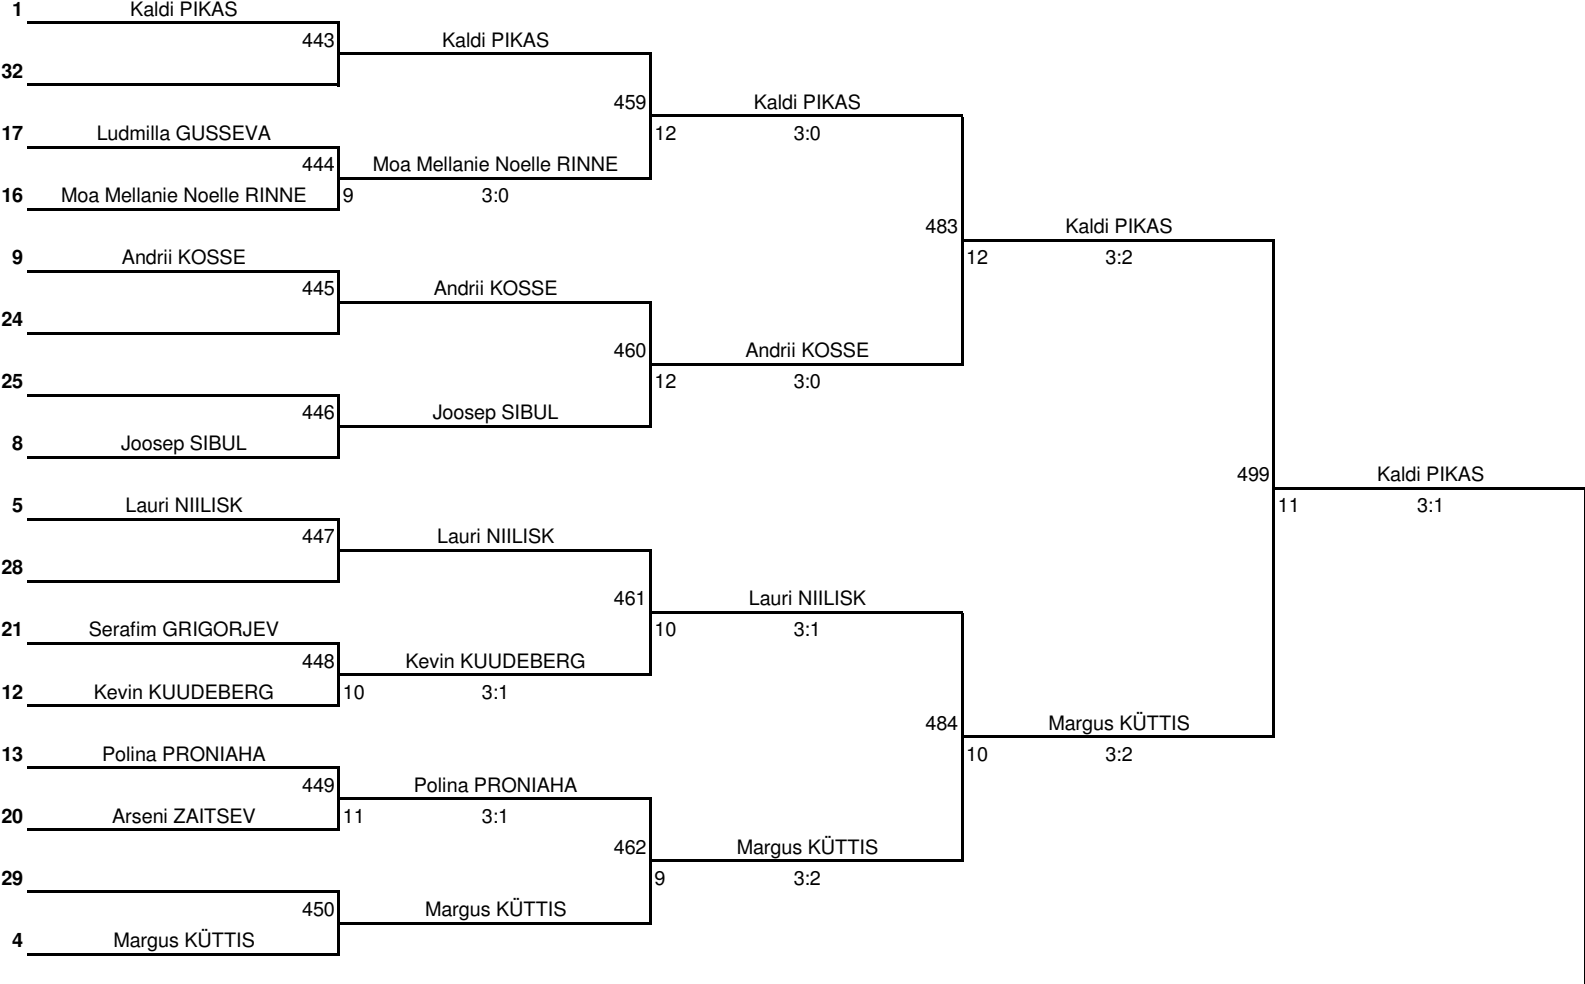 1 Kaldi PIKAS
443 Kaldi PIKAS
32
459 Kaldi PIKAS
17 Ludmilla GUSSEVA 12 3:0
444 Moa Mellanie Noelle RINNE
16 Moa Mellanie Noelle RINNE 9 3:0
483 Kaldi PIKAS
9 Andrii KOSSE 12 3:2
445 Andrii KOSSE
24
460 Andrii KOSSE
25 12 3:0
446 Joosep SIBUL
8 Joosep SIBUL
499 Kaldi PIKAS
5 Lauri NIILISK 11 3:1
447 Lauri NIILISK
28
461 Lauri NIILISK
21 Serafim GRIGORJEV 10 3:1
448 Kevin KUUDEBERG
12 Kevin KUUDEBERG 10 3:1
484 Margus KÜTTIS
13 Polina PRONIAHA 10 3:2
449 Polina PRONIAHA
20 Arseni ZAITSEV 11 3:1
462 Margus KÜTTIS
29 9 3:2
450 Margus KÜTTIS
4 Margus KÜTTIS